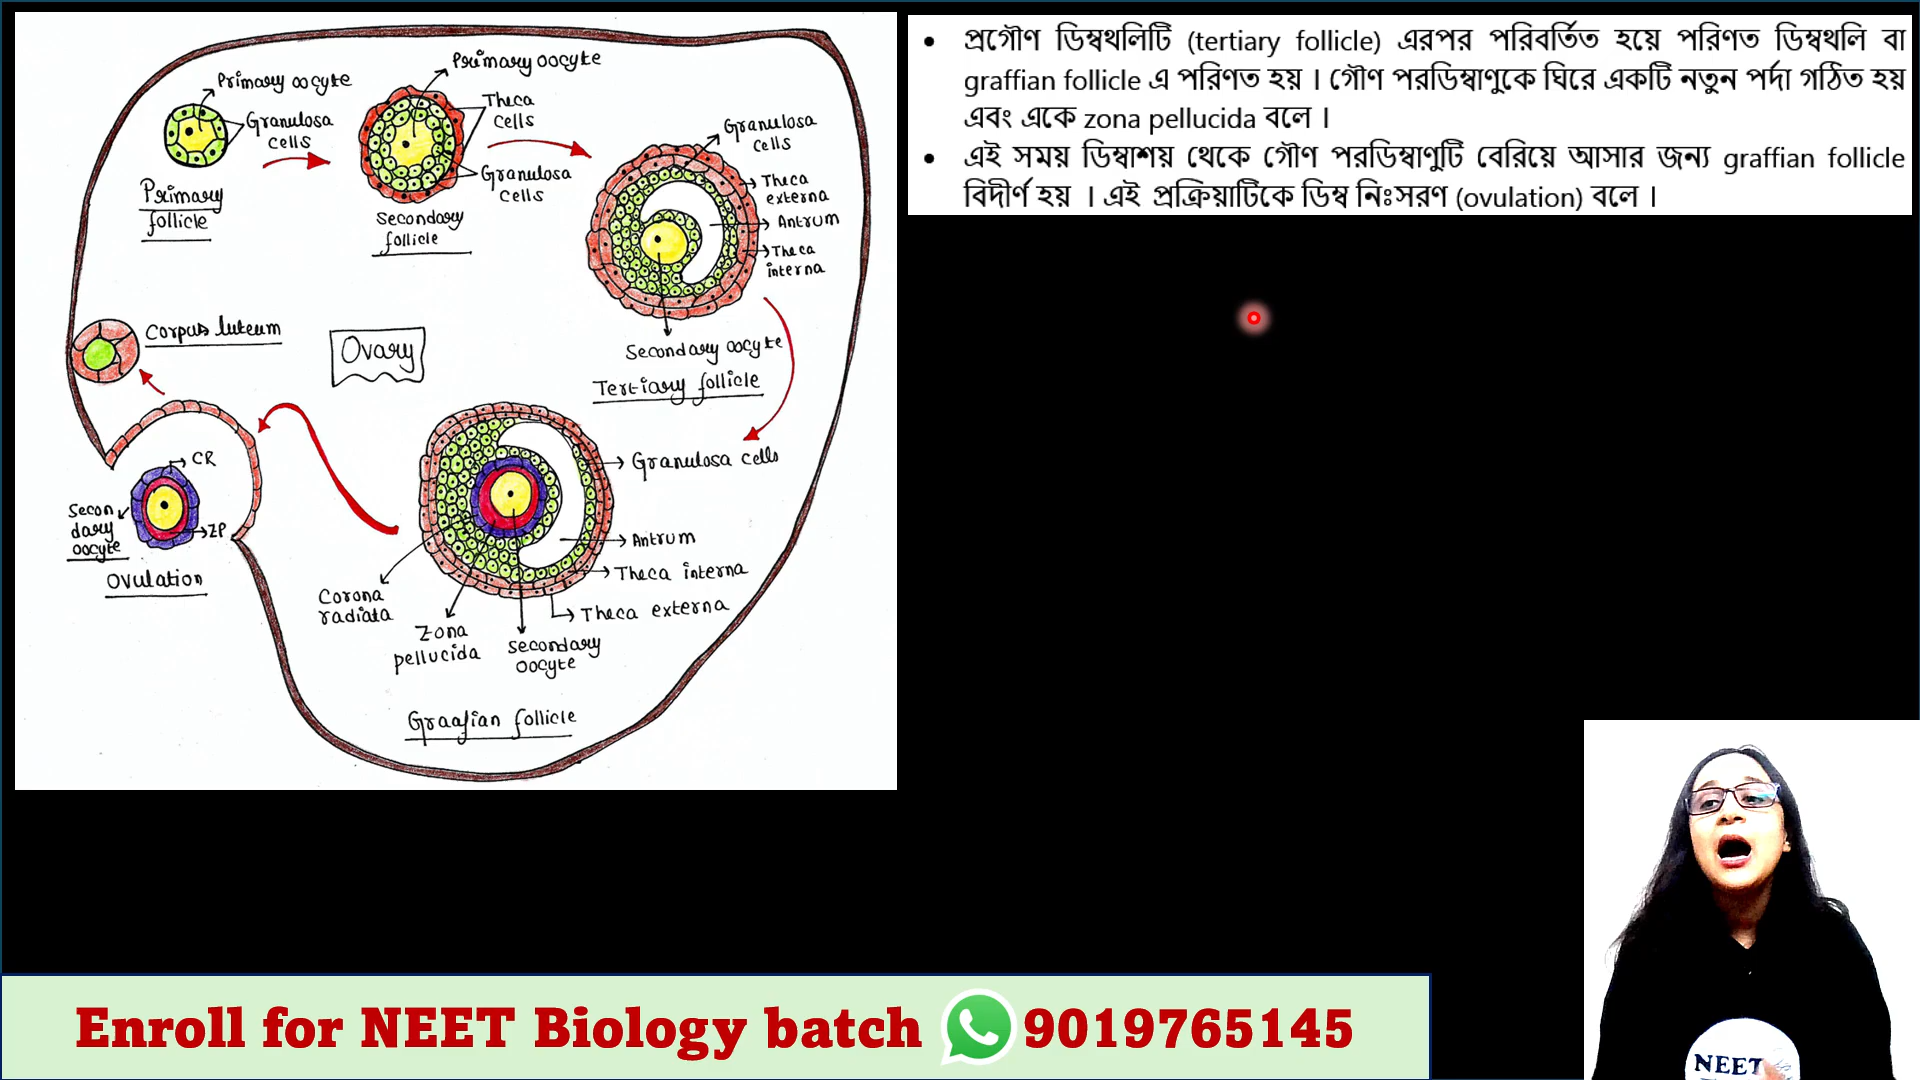 Primary oocyte
Granulosa
cells
Primary
follicle
Primary oocyte
Theca
cells
Granulosa
cells
secondary
follicle
Granulosa
cells
Theca
externa
Antrum
Theca
interna
Secondary oocyte
Tertiary follicle
Corpus luteum
Ovary
CR
Secon
dary
oocyte
ZP
Ovulation
Granulosa cells
Antrum
Theca interna
Theca externa
Corona
radiata
Zona
pellucida
secondary
oocyte
Graafian follicle
• প্রগৌণ ডিম্বথলিটি (tertiary follicle) এরপর পরিবর্তিত হয়ে পরিণত ডিম্বথলি বা
graffian follicle এ পরিণত হয় । গৌণ পরডিম্বাণুকে ঘিরে একটি নতুন পর্দা গঠিত হয়
এবং একে zona pellucida বলে ।
• এই সময় ডিম্বাশয় থেকে গৌণ পরডিম্বাণুটি বেরিয়ে আসার জন্য graffian follicle
বিদীর্ণ হয় । এই প্রক্রিয়াটিকে ডিম্ব নিঃসরণ (ovulation) বলে ।
Enroll for NEET Biology batch 9019765145
NEET